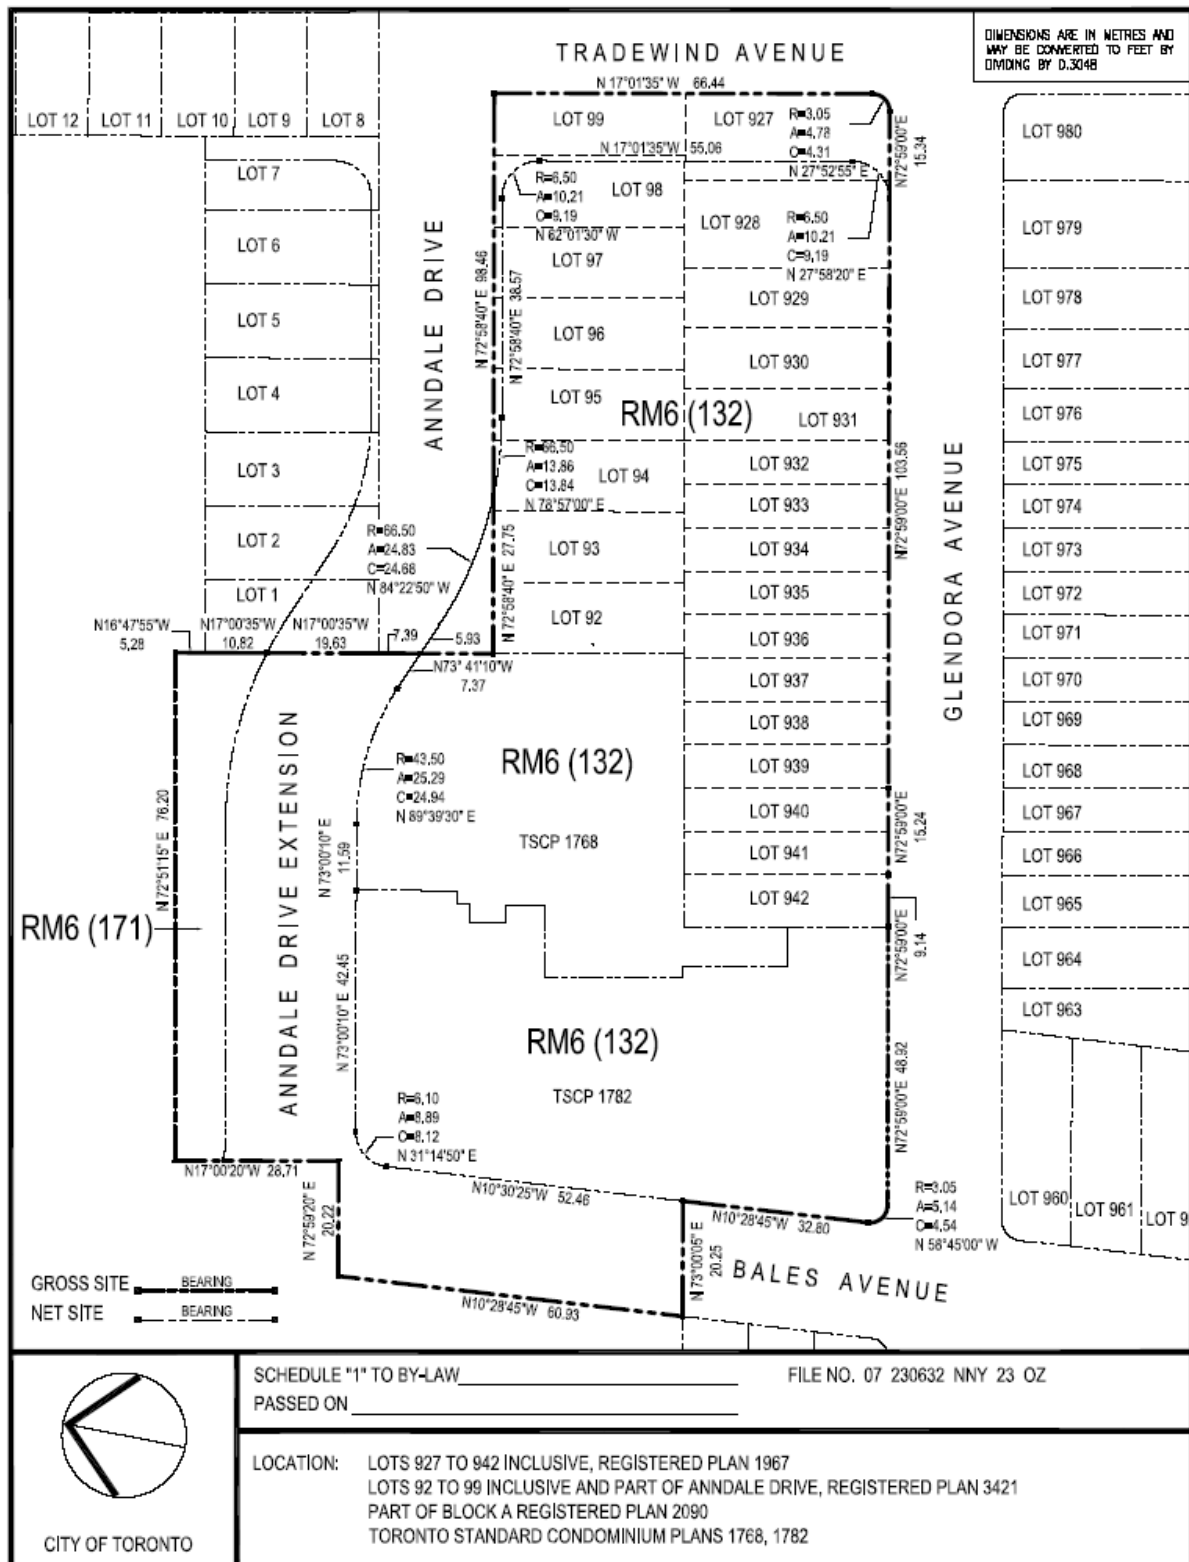 DIMENSIONS ARE IN METRES AND
MAY BE CONVERTED TO FEET BY
DIVIDING BY 0.3048
TRADEWIND AVENUE
N 17°01'35" W 66.44
LOT 12
LOT 11
LOT 10
LOT 9
LOT 8
LOT 99
LOT 927
R=3.05
A=4.78
C=4.31
N 27°52'55" E
N72°59'00"E
15.34
LOT 980
N 17°01'35"W 55.06
LOT 7
R=6.50
A=10.21
C=9.19
N 62°01'30" W
LOT 98
LOT 928
R=6.50
A=10.21
C=9.19
N 27°58'20" E
LOT 979
LOT 6
ANNDALE DRIVE
N 72°58'40" E 98.46
N 72°58'40"E 38.57
LOT 97
LOT 929
LOT 978
LOT 5
LOT 96
LOT 930
LOT 977
LOT 4
LOT 95
RM6 (132)
LOT 931
LOT 976
LOT 3
R=66.50
A=13.86
C=13.84
N 78°57'00" E
LOT 94
LOT 932
N72°59'00"E 103.56
GLENDORA AVENUE
LOT 975
LOT 933
LOT 974
LOT 2
R=66.50
A=24.83
C=24.68
N 84°22'50" W
N 72°58'40" E 27.75
LOT 93
LOT 934
LOT 973
LOT 1
LOT 935
LOT 972
N16°47'55"W
5.28
N17°00'35"W
10.82
N17°00'35"W
19.63
7.39
5.93
LOT 92
LOT 936
LOT 971
N73° 41'10"W
7.37
LOT 937
LOT 970
LOT 938
LOT 969
ANNDALE DRIVE EXTENSION
R=43.50
A=25.29
C=24.94
N 89°39'30" E
RM6 (132)
LOT 939
LOT 968
N 72°51'15" E 76.20
N 73°00'10" E
11.59
TSCP 1768
LOT 940
N72°59'00"E
15.24
LOT 967
LOT 941
LOT 966
LOT 942
LOT 965
RM6 (171)
N72°59'00"E
9.14
LOT 964
N 73°00'10" E 42.45
RM6 (132)
LOT 963
TSCP 1782
N72°59'00"E 48.92
R=6.10
A=8.89
C=8.12
N 31°14'50" E
N17°00'20"W 28.71
N10°30'25"W 52.46
N10°28'45"W 32.80
R=3.05
A=5.14
C=4.54
N 58°45'00" W
LOT 960
LOT 961
LOT 9
N 72°59'20" E
20.22
N 73°00'05" E
20.25
BALES AVENUE
N10°28'45"W 60.93
GROSS SITE BEARING
NET SITE BEARING
CITY OF TORONTO
SCHEDULE "1" TO BY-LAW
FILE NO. 07 230632 NNY 23 OZ
PASSED ON
LOCATION: LOTS 927 TO 942 INCLUSIVE, REGISTERED PLAN 1967
LOTS 92 TO 99 INCLUSIVE AND PART OF ANNDALE DRIVE, REGISTERED PLAN 3421
PART OF BLOCK A REGISTERED PLAN 2090
TORONTO STANDARD CONDOMINIUM PLANS 1768, 1782